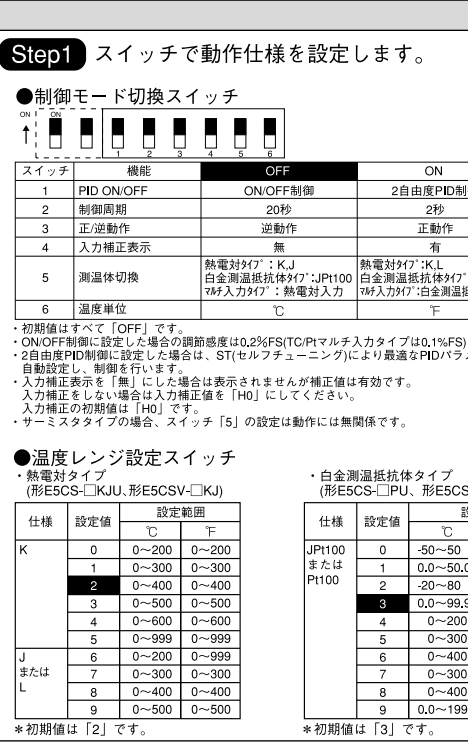 Step1 スイッチで動作仕様を設定します。
●制御モード切換スイッチ
ON ON
1 2 3 4 5 6
スイッチ 機能 OFF ON
1 PID ON/OFF ON/OFF制御 2自由度PID制
2 制御周期 20秒 2秒
3 正/逆動作 逆動作 正動作
4 入力補正表示 無 有
5 測温体切換 熱電対タイプ：K,J 熱電対タイプ：K,L
白金測温抵抗体タイプ：JPt100 白金測温抵抗体タイプ
マルチ入力タイプ：熱電対入力 マルチ入力タイプ：白金測温抵
6 温度単位 ℃ ℉
・初期値はすべて「OFF」です。
・ON/OFF制御に設定した場合の調節感度は0.2%FS(TC/Ptマルチ入力タイプは0.1%FS)
・2自由度PID制御に設定した場合は、ST(セルフチューニング)により最適なPIDパラメ
自動設定し、制御を行います。
・入力補正表示を「無」にした場合は表示されませんが補正値は有効です。
入力補正をしない場合は入力補正値を「H0」にしてください。
入力補正の初期値は「H0」です。
・サーミスタタイプの場合、スイッチ「5」の設定は動作には無関係です。
●温度レンジ設定スイッチ
・熱電対タイプ
(形E5CS-□KJU、形E5CSV-□KJ)
仕様 設定値 設定範囲
℃ ℉
K 0 0～200 0～200
1 0～300 0～300
2 0～400 0～400
3 0～500 0～500
4 0～600 0～600
5 0～999 0～999
J 6 0～200 0～999
または 7 0～300 0～300
L 8 0～400 0～400
9 0～500 0～500
＊初期値は「2」です。
・白金測温抵抗体タイプ
(形E5CS-□PU、形E5CS
仕様 設定値 設
℃
JPt100 0 -50～50
または 1 0.0～50.0
Pt100 2 -20～80
3 0.0～99.9
4 0～200
5 0～300
6 0～400
7 0～300
8 0～400
9 0.0～199
＊初期値は「3」です。